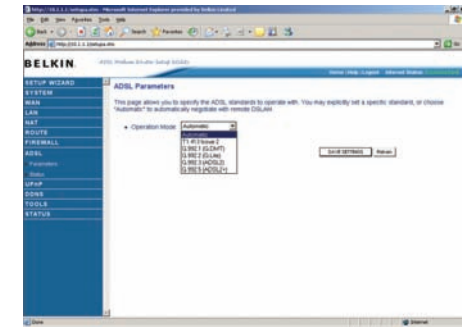 BELKIN
SETUP WIZARD
SYSTEM
WAN
LAN
NAT
ROUTE
FIREWALL
ADSL
Parameters
Status
UPnP
DDNS
TOOLS
STATUS
ADSL Parameters
This page allows you to specify the ADSL standards to operate with. You may explicitly set a specific standard, or choose
"Automatic" to automatically negotiate with remote DSLAM.
Operation Mode: Automatic
Automatic
T1.413 Issue 2
G.992.1 (G.DMT)
G.992.2 (G.Lite)
G.992.3 (ADSL2)
G.992.5 (ADSL2+)
SAVE SETTINGS
Done
Internet